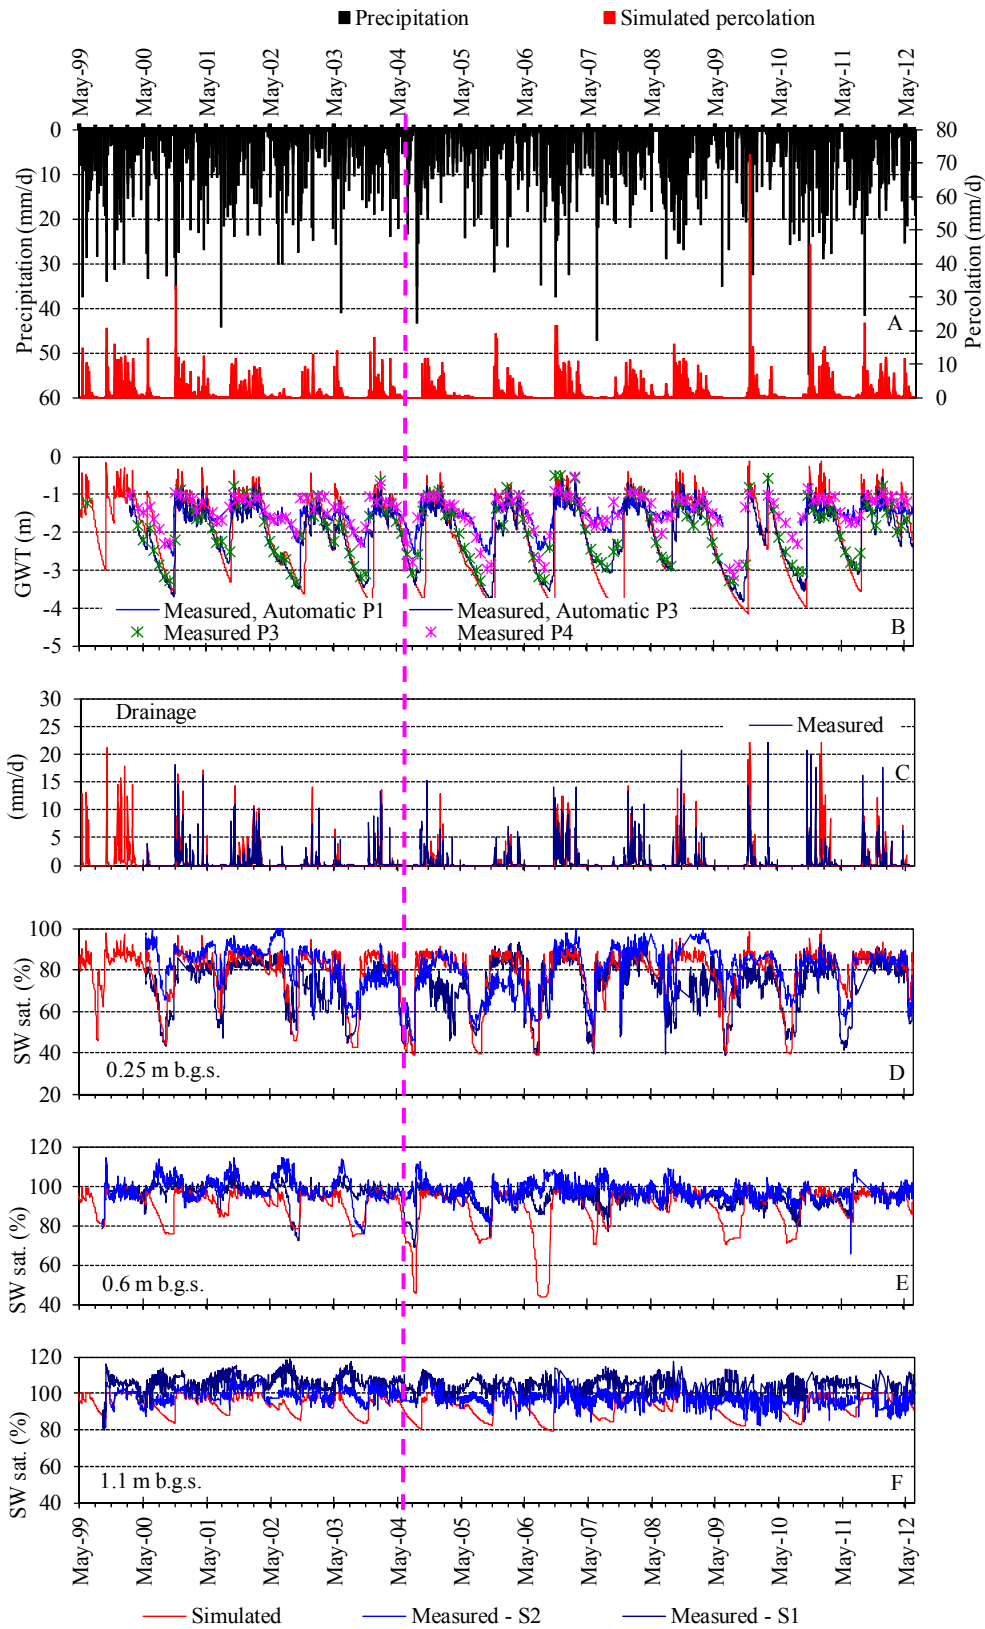 Precipitation Simulated percolation
May-99 May-00 May-01 May-02 May-03 May-04 May-05 May-06 May-07 May-08 May-09 May-10 May-11 May-12
Precipitation (mm/d)
0
10
20
30
40
50
60
Percolation (mm/d)
80
70
60
50
40
30
20
10
0
A
GWT (m)
0
-1
-2
-3
-4
-5
Measured, Automatic P1 Measured, Automatic P3
Measured P3 Measured P4
B
(mm/d)
30
25
20
15
10
5
0
Drainage
Measured
C
SW sat. (%)
100
80
60
40
20
0.25 m b.g.s.
D
SW sat. (%)
120
100
80
60
40
0.6 m b.g.s.
E
SW sat. (%)
120
100
80
60
40
1.1 m b.g.s.
F
May-99 May-00 May-01 May-02 May-03 May-04 May-05 May-06 May-07 May-08 May-09 May-10 May-11 May-12
Simulated Measured - S2 Measured - S1